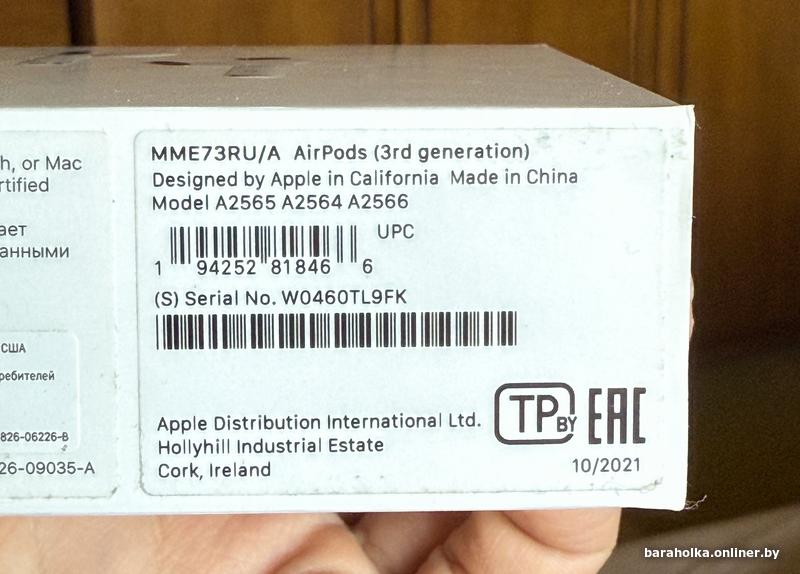 h, or Mac
rtified
ает
анными
США
ребителей
826-06226-B
26-09035-A
MME73RU/A AirPods (3rd generation)
Designed by Apple in California Made in China
Model A2565 A2564 A2566
UPC
1 94252 81846 6
(S) Serial No. W0460TL9FK
Apple Distribution International Ltd.
Hollyhill Industrial Estate
Cork, Ireland
TP BY EAC
10/2021
baraholka.onliner.by